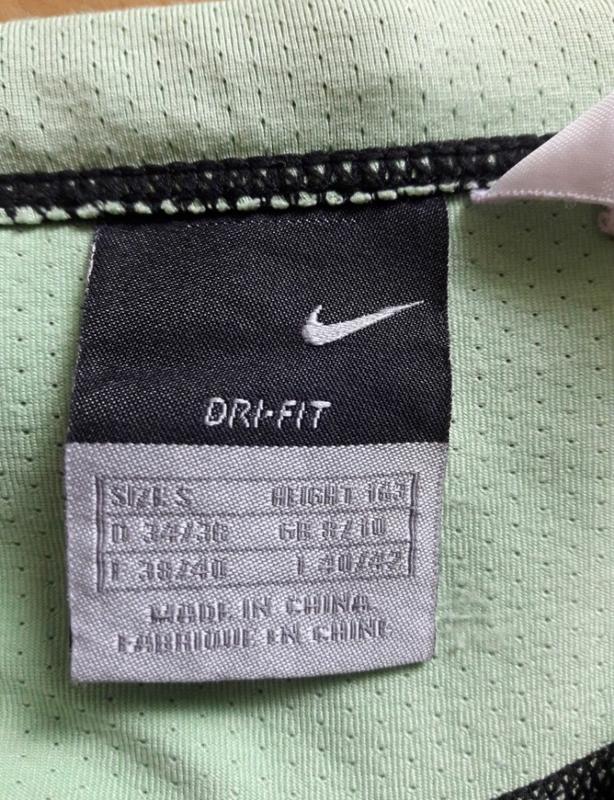 DRI-FIT
SIZE S HEIGHT 163
D 34/36 GB 8/10
F 38/40 I 40/42
MADE IN CHINA
FABRIQUE EN CHINE